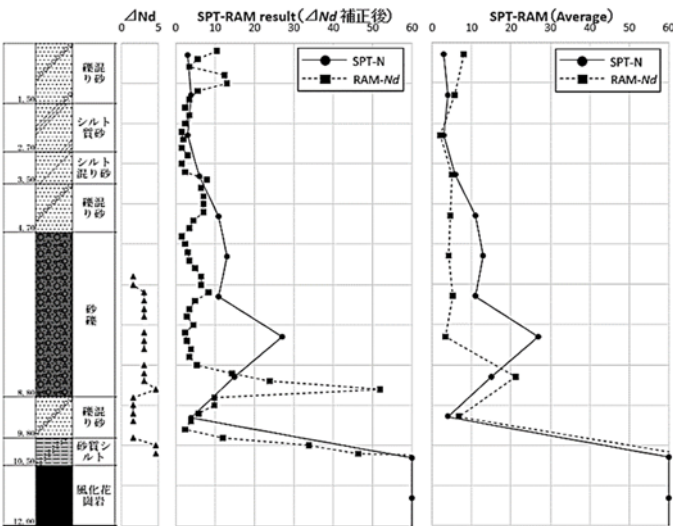 ⊿Nd
SPT-RAM result(⊿Nd 補正後)
SPT-RAM(Average)
0 5
0 10 20 30 40 50 60
0 10 20 30 40 50 60
SPT-N
RAM-Nd
SPT-N
RAM-Nd
礫混
り砂
1.50
シルト
質砂
2.70
シルト
混り砂
3.50
礫混
り砂
4.70
砂
礫
8.80
礫混
り砂
9.80
砂質シ
ルト
10.50
風化花
崗岩
12.00